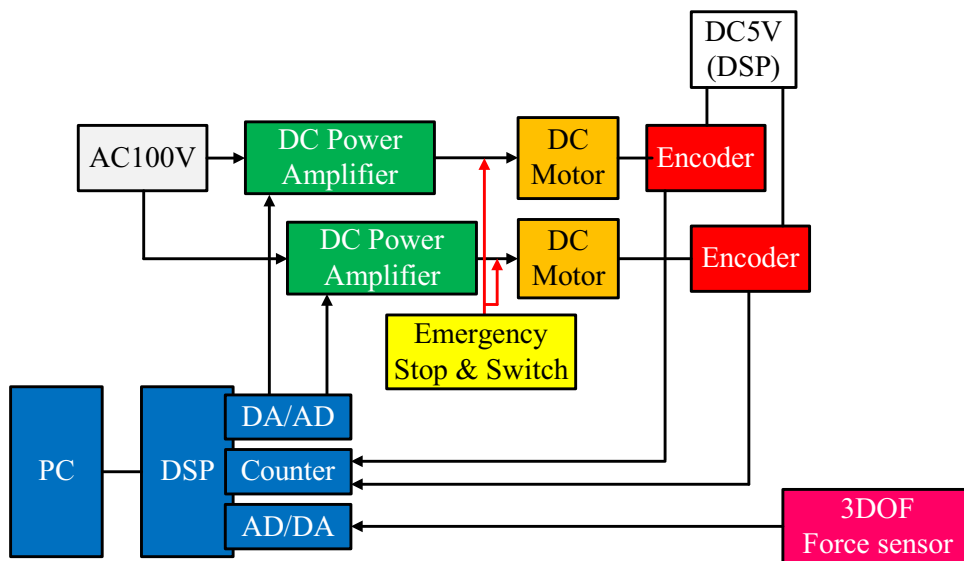 DC5V
(DSP)
AC100V
DC Power
Amplifier
DC
Motor
Encoder
DC Power
Amplifier
DC
Motor
Encoder
Emergency
Stop & Switch
PC
DSP
DA/AD
Counter
AD/DA
3DOF
Force sensor